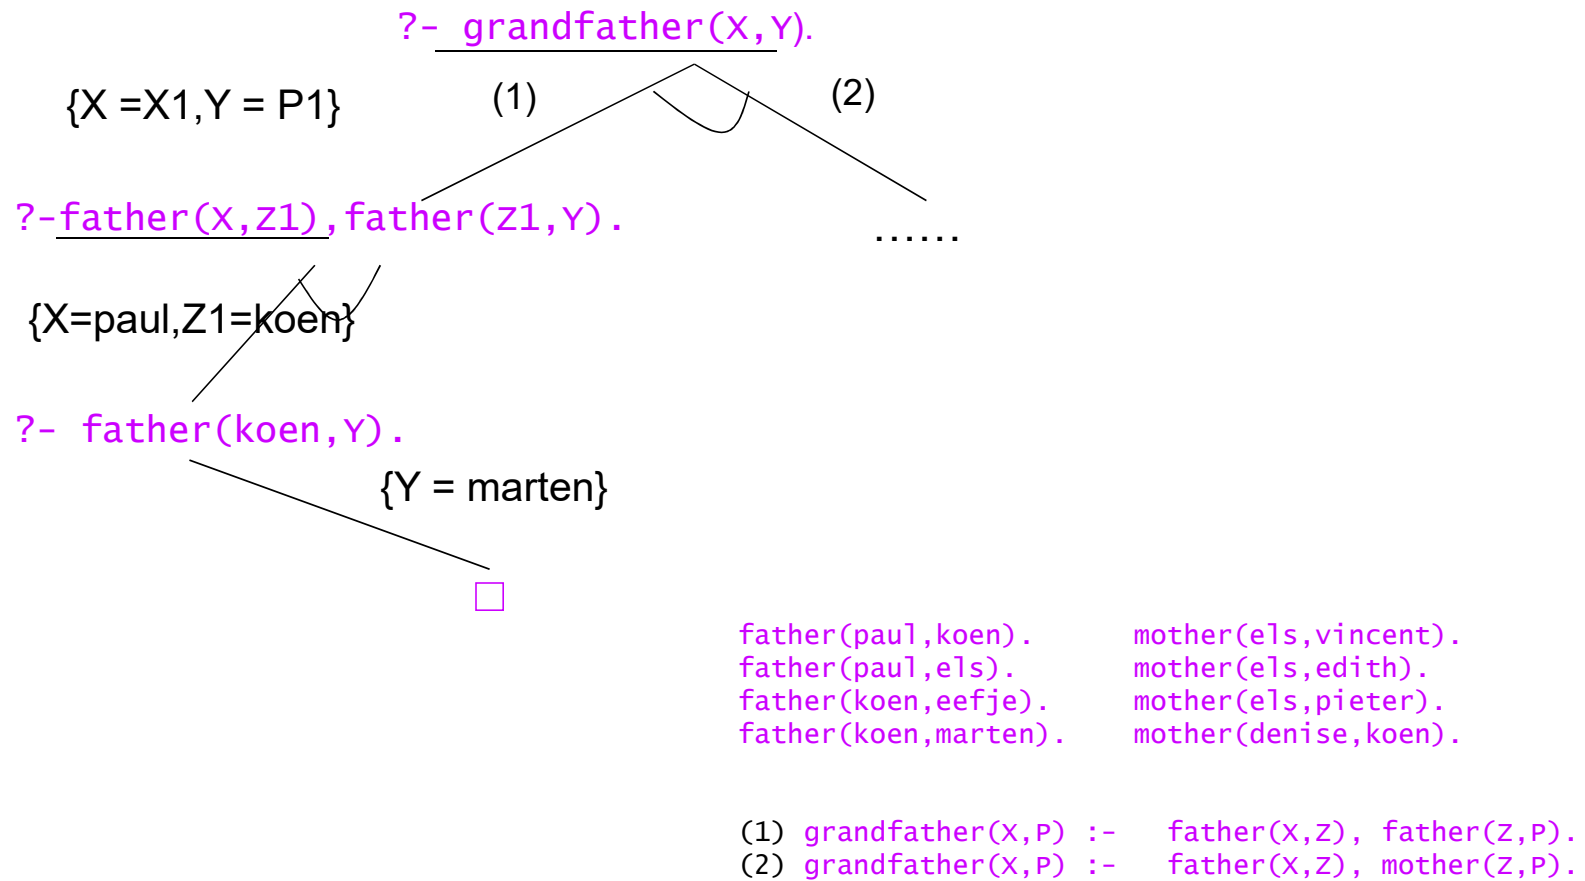 ?- grandfather(X,Y).
{X =X1,Y = P1}
(1)
(2)
?-father(X,Z1),father(Z1,Y).
......
{X=paul,Z1=koen}
?- father(koen,Y).
{Y = marten}
father(paul,koen). mother(els,vincent).
father(paul,els). mother(els,edith).
father(koen,eefje). mother(els,pieter).
father(koen,marten). mother(denise,koen).
(1) grandfather(X,P) :- father(X,Z), father(Z,P).
(2) grandfather(X,P) :- father(X,Z), mother(Z,P).